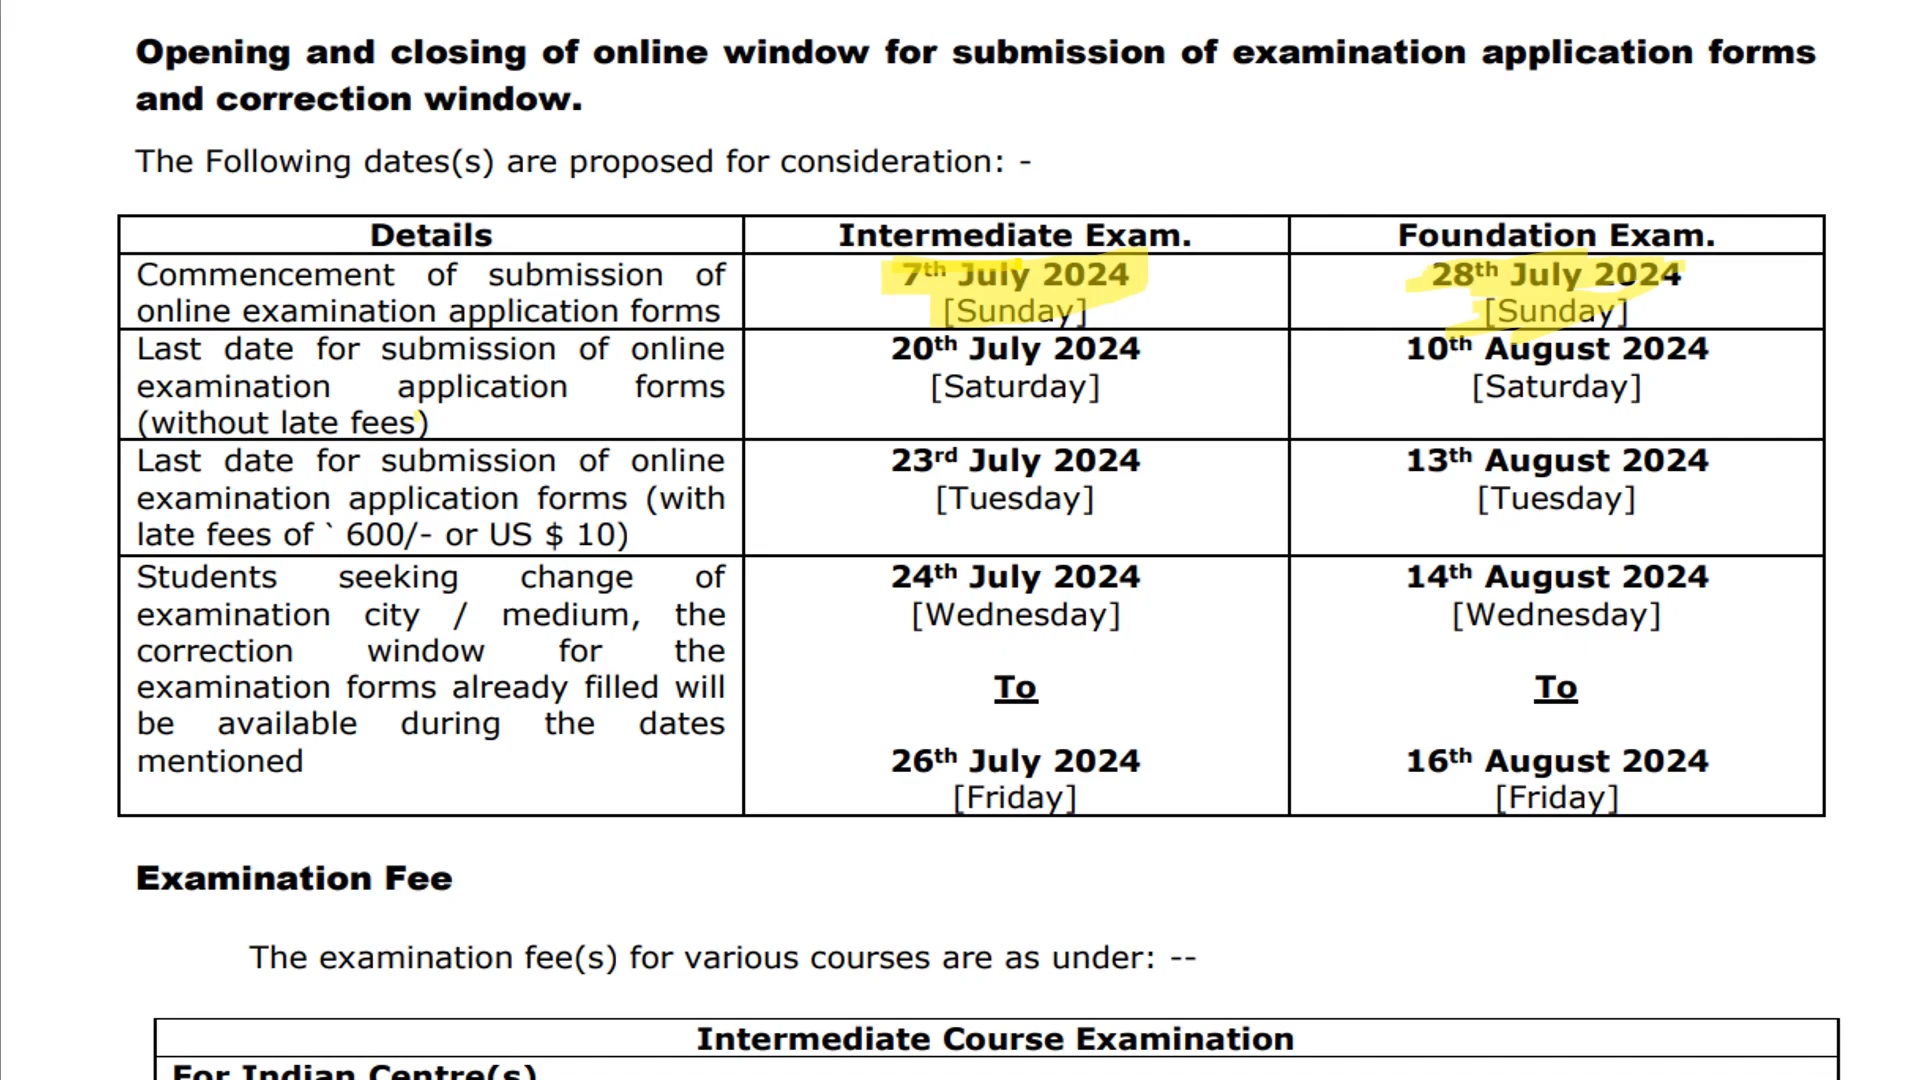 Opening and closing of online window for submission of examination application forms
and correction window.
The Following dates(s) are proposed for consideration: -
Details
Intermediate Exam.
Foundation Exam.
Commencement of submission of
online examination application forms
7th July 2024
[Sunday]
28th July 2024
[Sunday]
Last date for submission of online
examination application forms
(without late fees)
20th July 2024
[Saturday]
10th August 2024
[Saturday]
Last date for submission of online
examination application forms (with
late fees of ` 600/- or US $ 10)
23rd July 2024
[Tuesday]
13th August 2024
[Tuesday]
Students seeking change of
examination city / medium, the
correction window for the
examination forms already filled will
be available during the dates
mentioned
24th July 2024
[Wednesday]
To
26th July 2024
[Friday]
14th August 2024
[Wednesday]
To
16th August 2024
[Friday]
Examination Fee
The examination fee(s) for various courses are as under: --
Intermediate Course Examination
For Indian Centre(s)